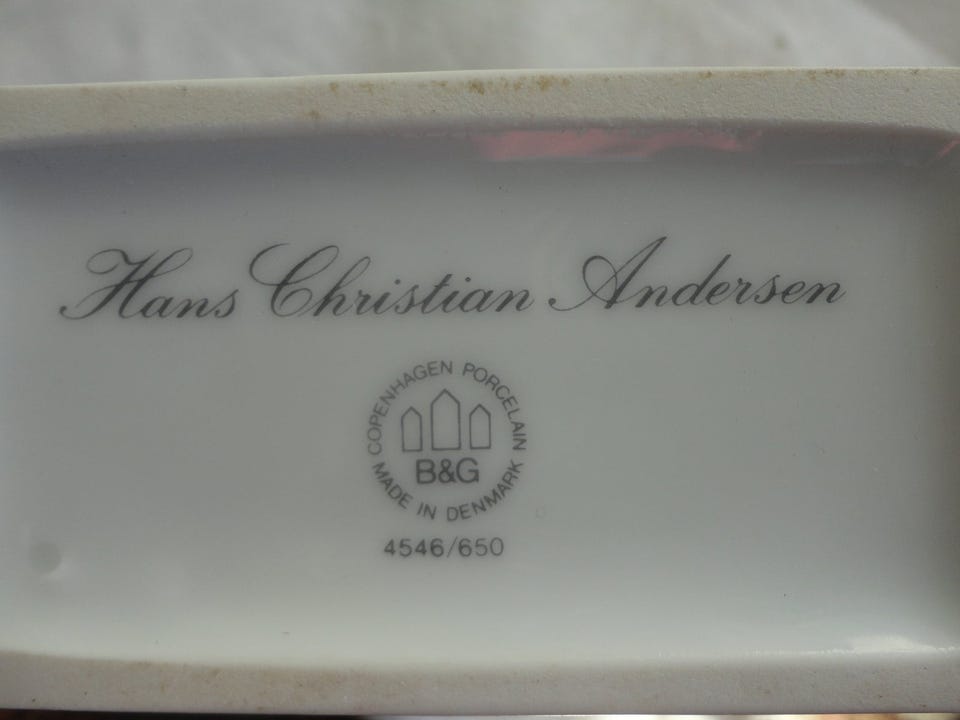 Hans Christian Andersen
COPENHAGEN PORCELAIN
B&G
MADE IN DENMARK
4546/650